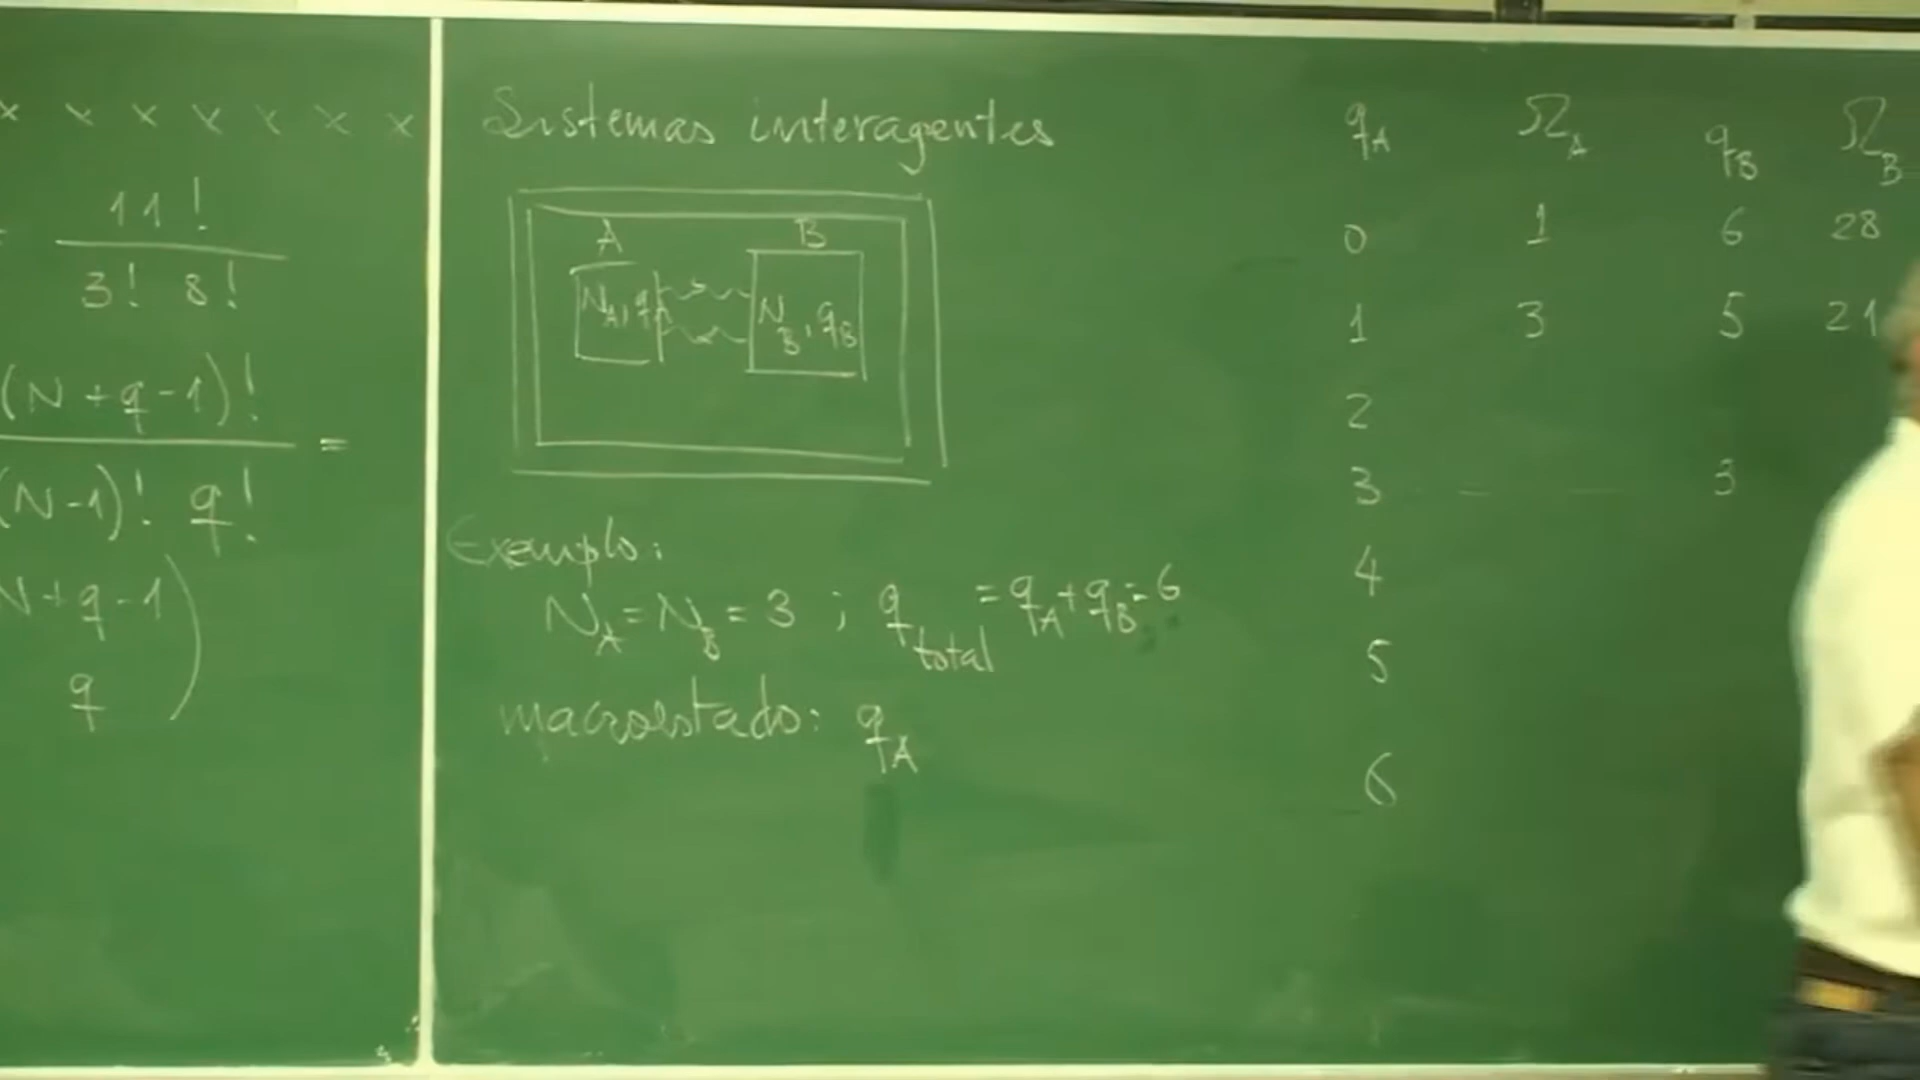 x x x x x x x
11!
3! 8!
(N+q-1)!
=
(N-1)! q!
N+q-1)
q
Sistemas interagentes
A B
N_A, q_A N_B, q_B
Exemplo:
N_A = N_B = 3 ; q_total = q_A + q_B = 6
macroestado: q_A
q_A Ω_A q_B Ω_B
0 1 6 28
1 3 5 21
2
3 — — 3
4
5
6